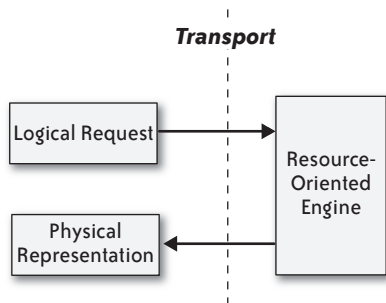 Transport
Logical Request
Resource-
Oriented
Engine
Physical
Representation